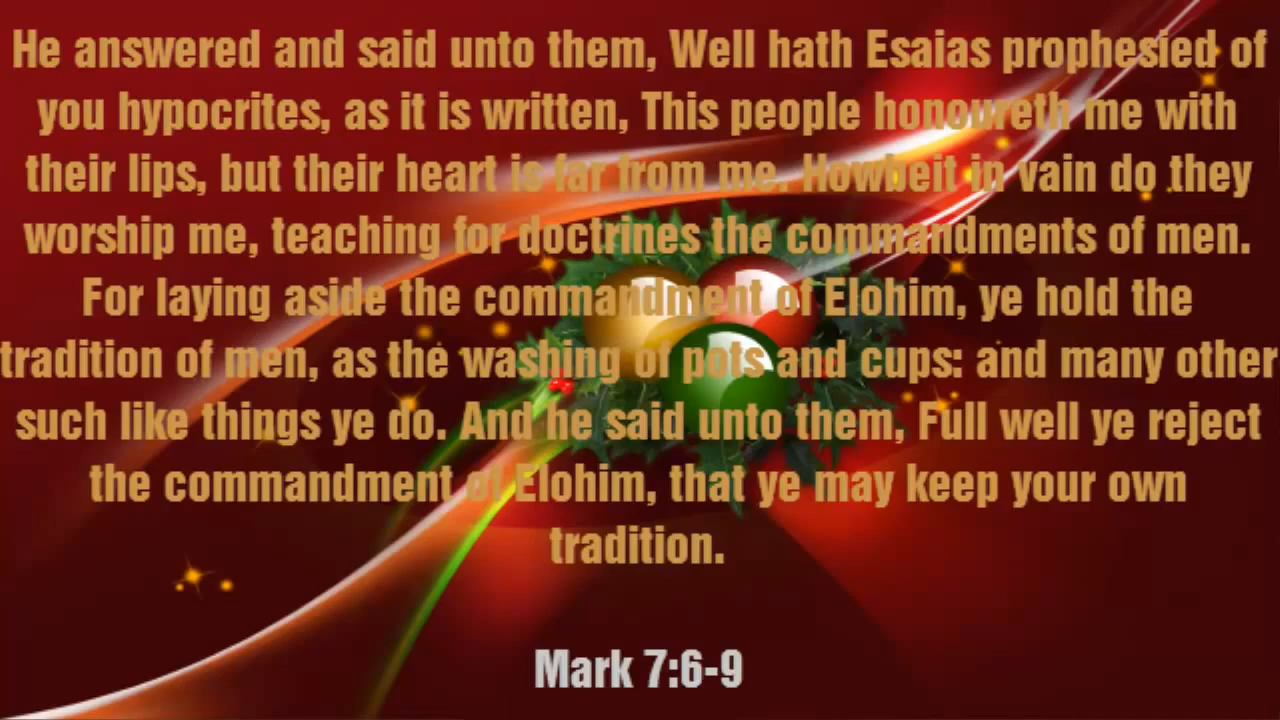 He answered and said unto them, Well hath Esaias prophesied of
you hypocrites, as it is written, This people honoureth me with
their lips, but their heart is far from me. Howbeit in vain do they
worship me, teaching for doctrines the commandments of men.
For laying aside the commandment of Elohim, ye hold the
tradition of men, as the washing of pots and cups: and many other
such like things ye do. And he said unto them, Full well ye reject
the commandment of Elohim, that ye may keep your own
tradition.
Mark 7:6-9